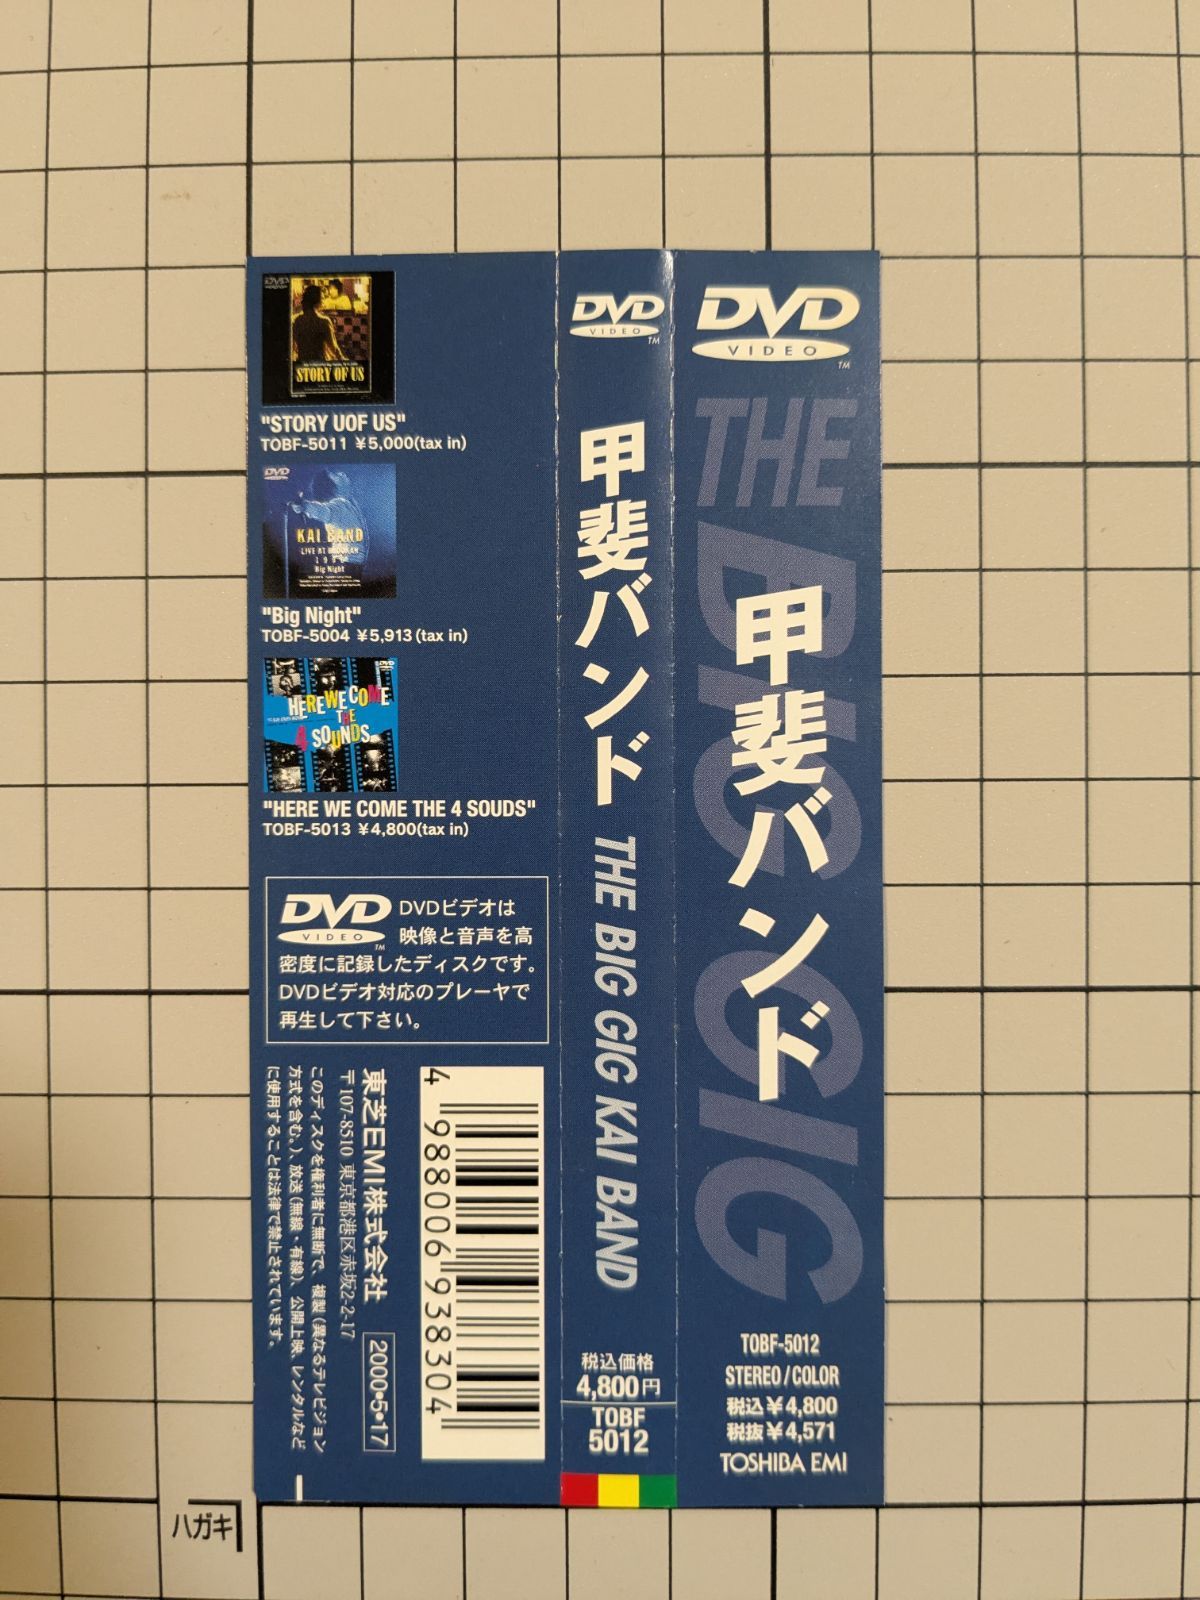 DVD
VIDEO
STORY OF US
"STORY UOF US"
TOBF-5011 ¥5,000(tax in)
DVD
KAI BAND
Big Night
"Big Night"
TOBF-5004 ¥5,913(tax in)
DVD
HERE WE COME
THE
4 SOUNDS
"HERE WE COME THE 4 SOUDS"
TOBF-5013 ¥4,800(tax in)
DVD
VIDEO
TM
DVDビデオは
映像と音声を高
密度に記録したディスクです。
DVDビデオ対応のプレーヤで
再生して下さい。
東芝EMI株式会社
2000•5•17
〒107-8510 東京都港区赤坂2-2-17
このディスクを権利者に無断で、複製(異なるテレビジョン
方式を含む。)、放送(無線・有線)、公開上映、レンタルなど
に使用することは法律で禁止されています。
4 988006 938304
DVD
VIDEO
TM
甲斐バンド THE BIG GIG KAI BAND
税込価格
4,800円
TOBF
5012
DVD
VIDEO
TM
THE BIG GIG
甲斐バンド
TOBF-5012
STEREO/COLOR
税込¥4,800
税抜¥4,571
TOSHIBA EMI
ハガキ